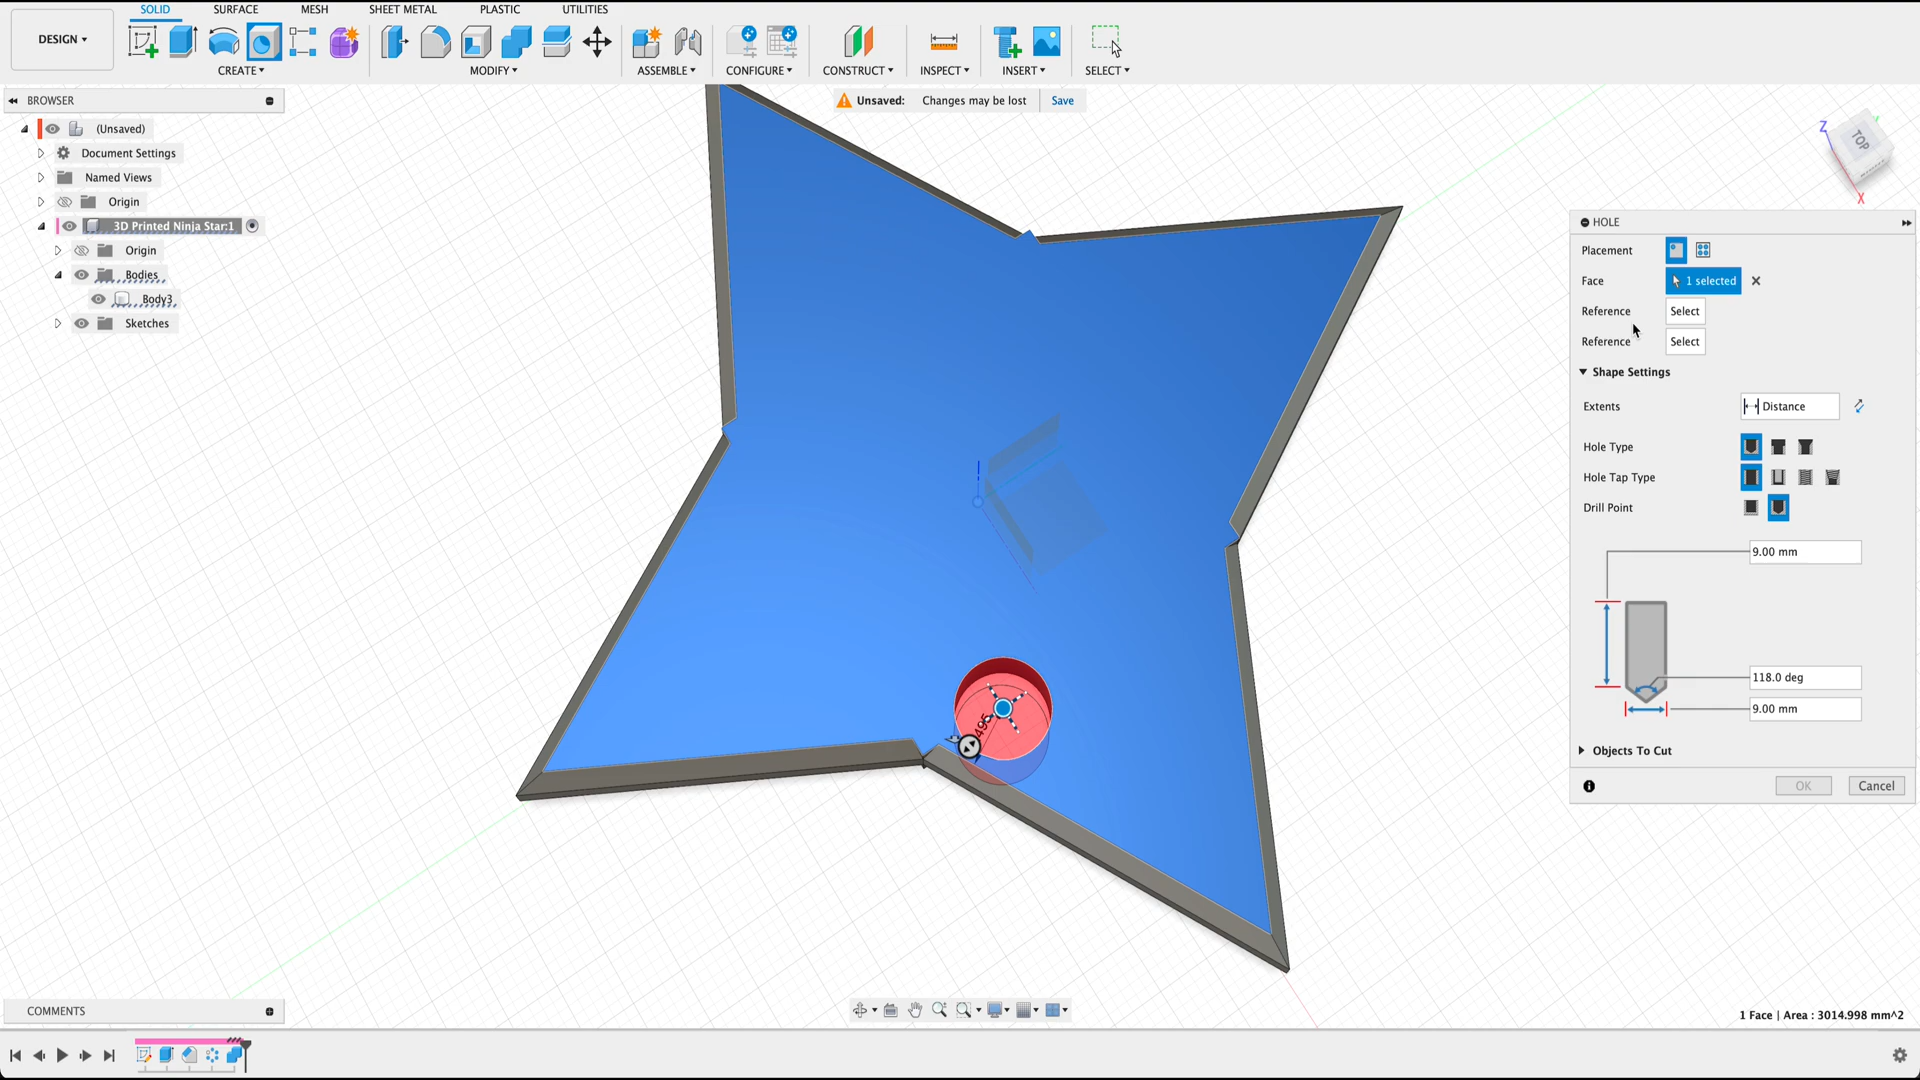 SOLID SURFACE MESH SHEET METAL PLASTIC UTILITIES
DESIGN
CREATE MODIFY ASSEMBLE CONFIGURE CONSTRUCT INSPECT INSERT SELECT
BROWSER
Unsaved: Changes may be lost Save
(Unsaved)
Document Settings
Named Views
Origin
3D Printed Ninja Star:1
Origin
Bodies
Body3
Sketches
Z
Y
TOP
X
HOLE
Placement
Face 1 selected
Reference Select
Reference Select
Shape Settings
Extents Distance
Hole Type
Hole Tap Type
Drill Point
9.00 mm
118.0 deg
9.00 mm
Objects To Cut
OK Cancel
COMMENTS
1 Face | Area : 3014.998 mm^2